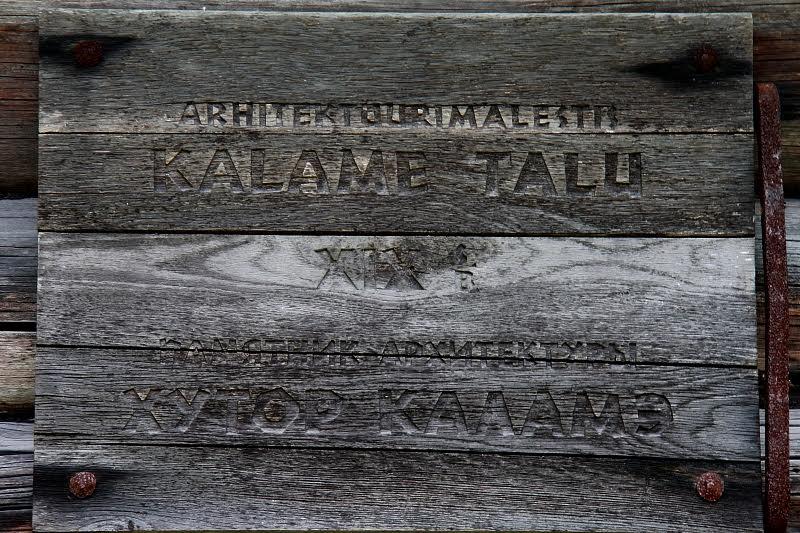 ARHITEKTUURIMÄLESTIS
KALAME TALU
XIX
ПАМЯТНИК АРХИТЕКТУРЫ
ХУТОР КАЛАМЭ